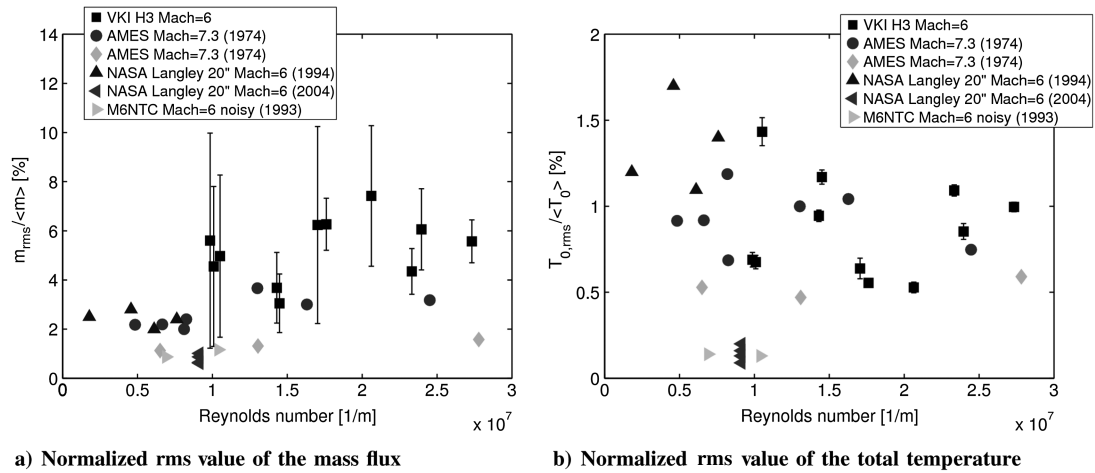 VKI H3 Mach=6
AMES Mach=7.3 (1974)
AMES Mach=7.3 (1974)
NASA Langley 20" Mach=6 (1994)
NASA Langley 20" Mach=6 (2004)
M6NTC Mach=6 noisy (1993)
14
12
10
8
6
4
2
0
m_rms/<m> [%]
0 0.5 1 1.5 2 2.5 3
Reynolds number [1/m]
x 10^7
a) Normalized rms value of the mass flux
VKI H3 Mach=6
AMES Mach=7.3 (1974)
AMES Mach=7.3 (1974)
NASA Langley 20" Mach=6 (1994)
NASA Langley 20" Mach=6 (2004)
M6NTC Mach=6 noisy (1993)
2
1.5
1
0.5
0
T_0,rms/<T_0> [%]
0 0.5 1 1.5 2 2.5 3
Reynolds number [1/m]
x 10^7
b) Normalized rms value of the total temperature